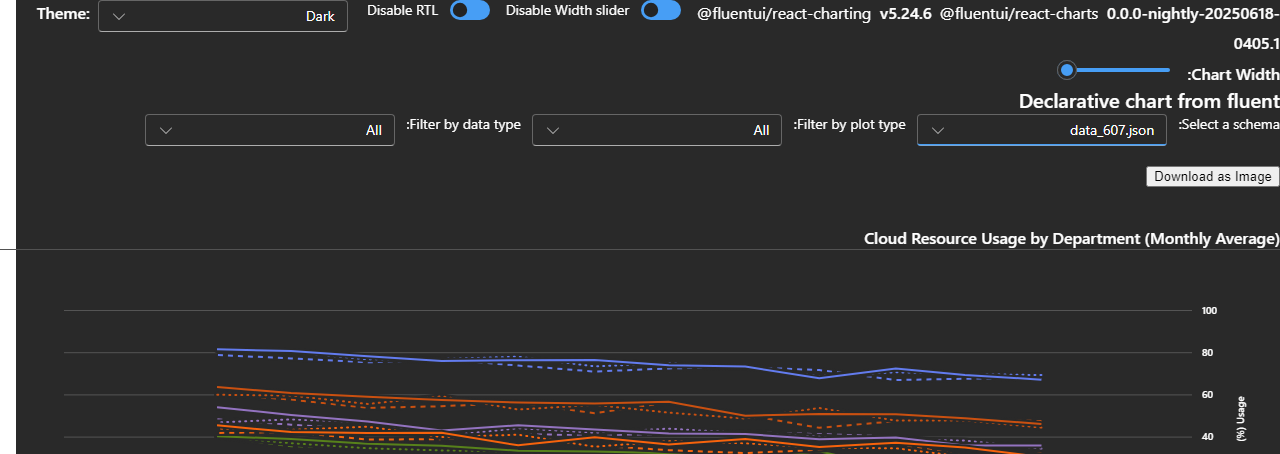 Theme: Dark Disable RTL Disable Width slider @fluentui/react-charting v5.24.6 @fluentui/react-charts 0.0.0-nightly-20250618-
0405.1
:Chart Width
Declarative chart from fluent
:Select a schema data_607.json :Filter by plot type All :Filter by data type All
Download as Image
Cloud Resource Usage by Department (Monthly Average)
100
80
60
40
(%) Usage